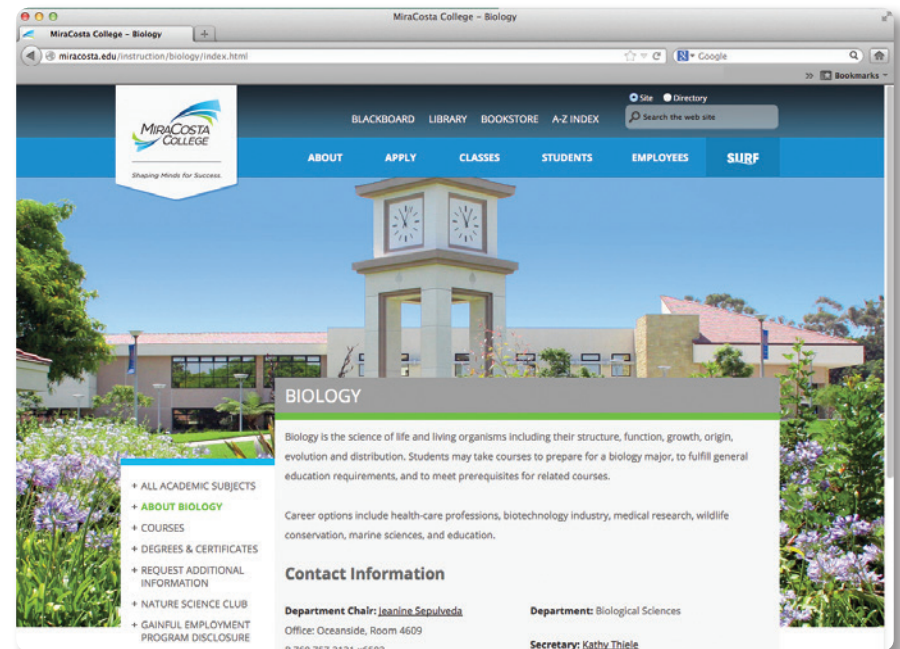 MiraCosta College – Biology
MiraCosta College – Biology
miracosta.edu/instruction/biology/index.html
Google
Bookmarks
Site Directory
BLACKBOARD LIBRARY BOOKSTORE A-Z INDEX
Search the web site
MIRACOSTA
COLLEGE
Shaping Minds for Success.
ABOUT APPLY CLASSES STUDENTS EMPLOYEES SURF
BIOLOGY
Biology is the science of life and living organisms including their structure, function, growth, origin,
evolution and distribution. Students may take courses to prepare for a biology major, to fulfill general
education requirements, and to meet prerequisites for related courses.
Career options include health-care professions, biotechnology industry, medical research, wildlife
conservation, marine sciences, and education.
+ ALL ACADEMIC SUBJECTS
+ ABOUT BIOLOGY
+ COURSES
+ DEGREES & CERTIFICATES
+ REQUEST ADDITIONAL
INFORMATION
+ NATURE SCIENCE CLUB
+ GAINFUL EMPLOYMENT
PROGRAM DISCLOSURE
Contact Information
Department Chair: Jeanine Sepulveda
Office: Oceanside, Room 4609
Department: Biological Sciences
Secretary: Kathy Thiele